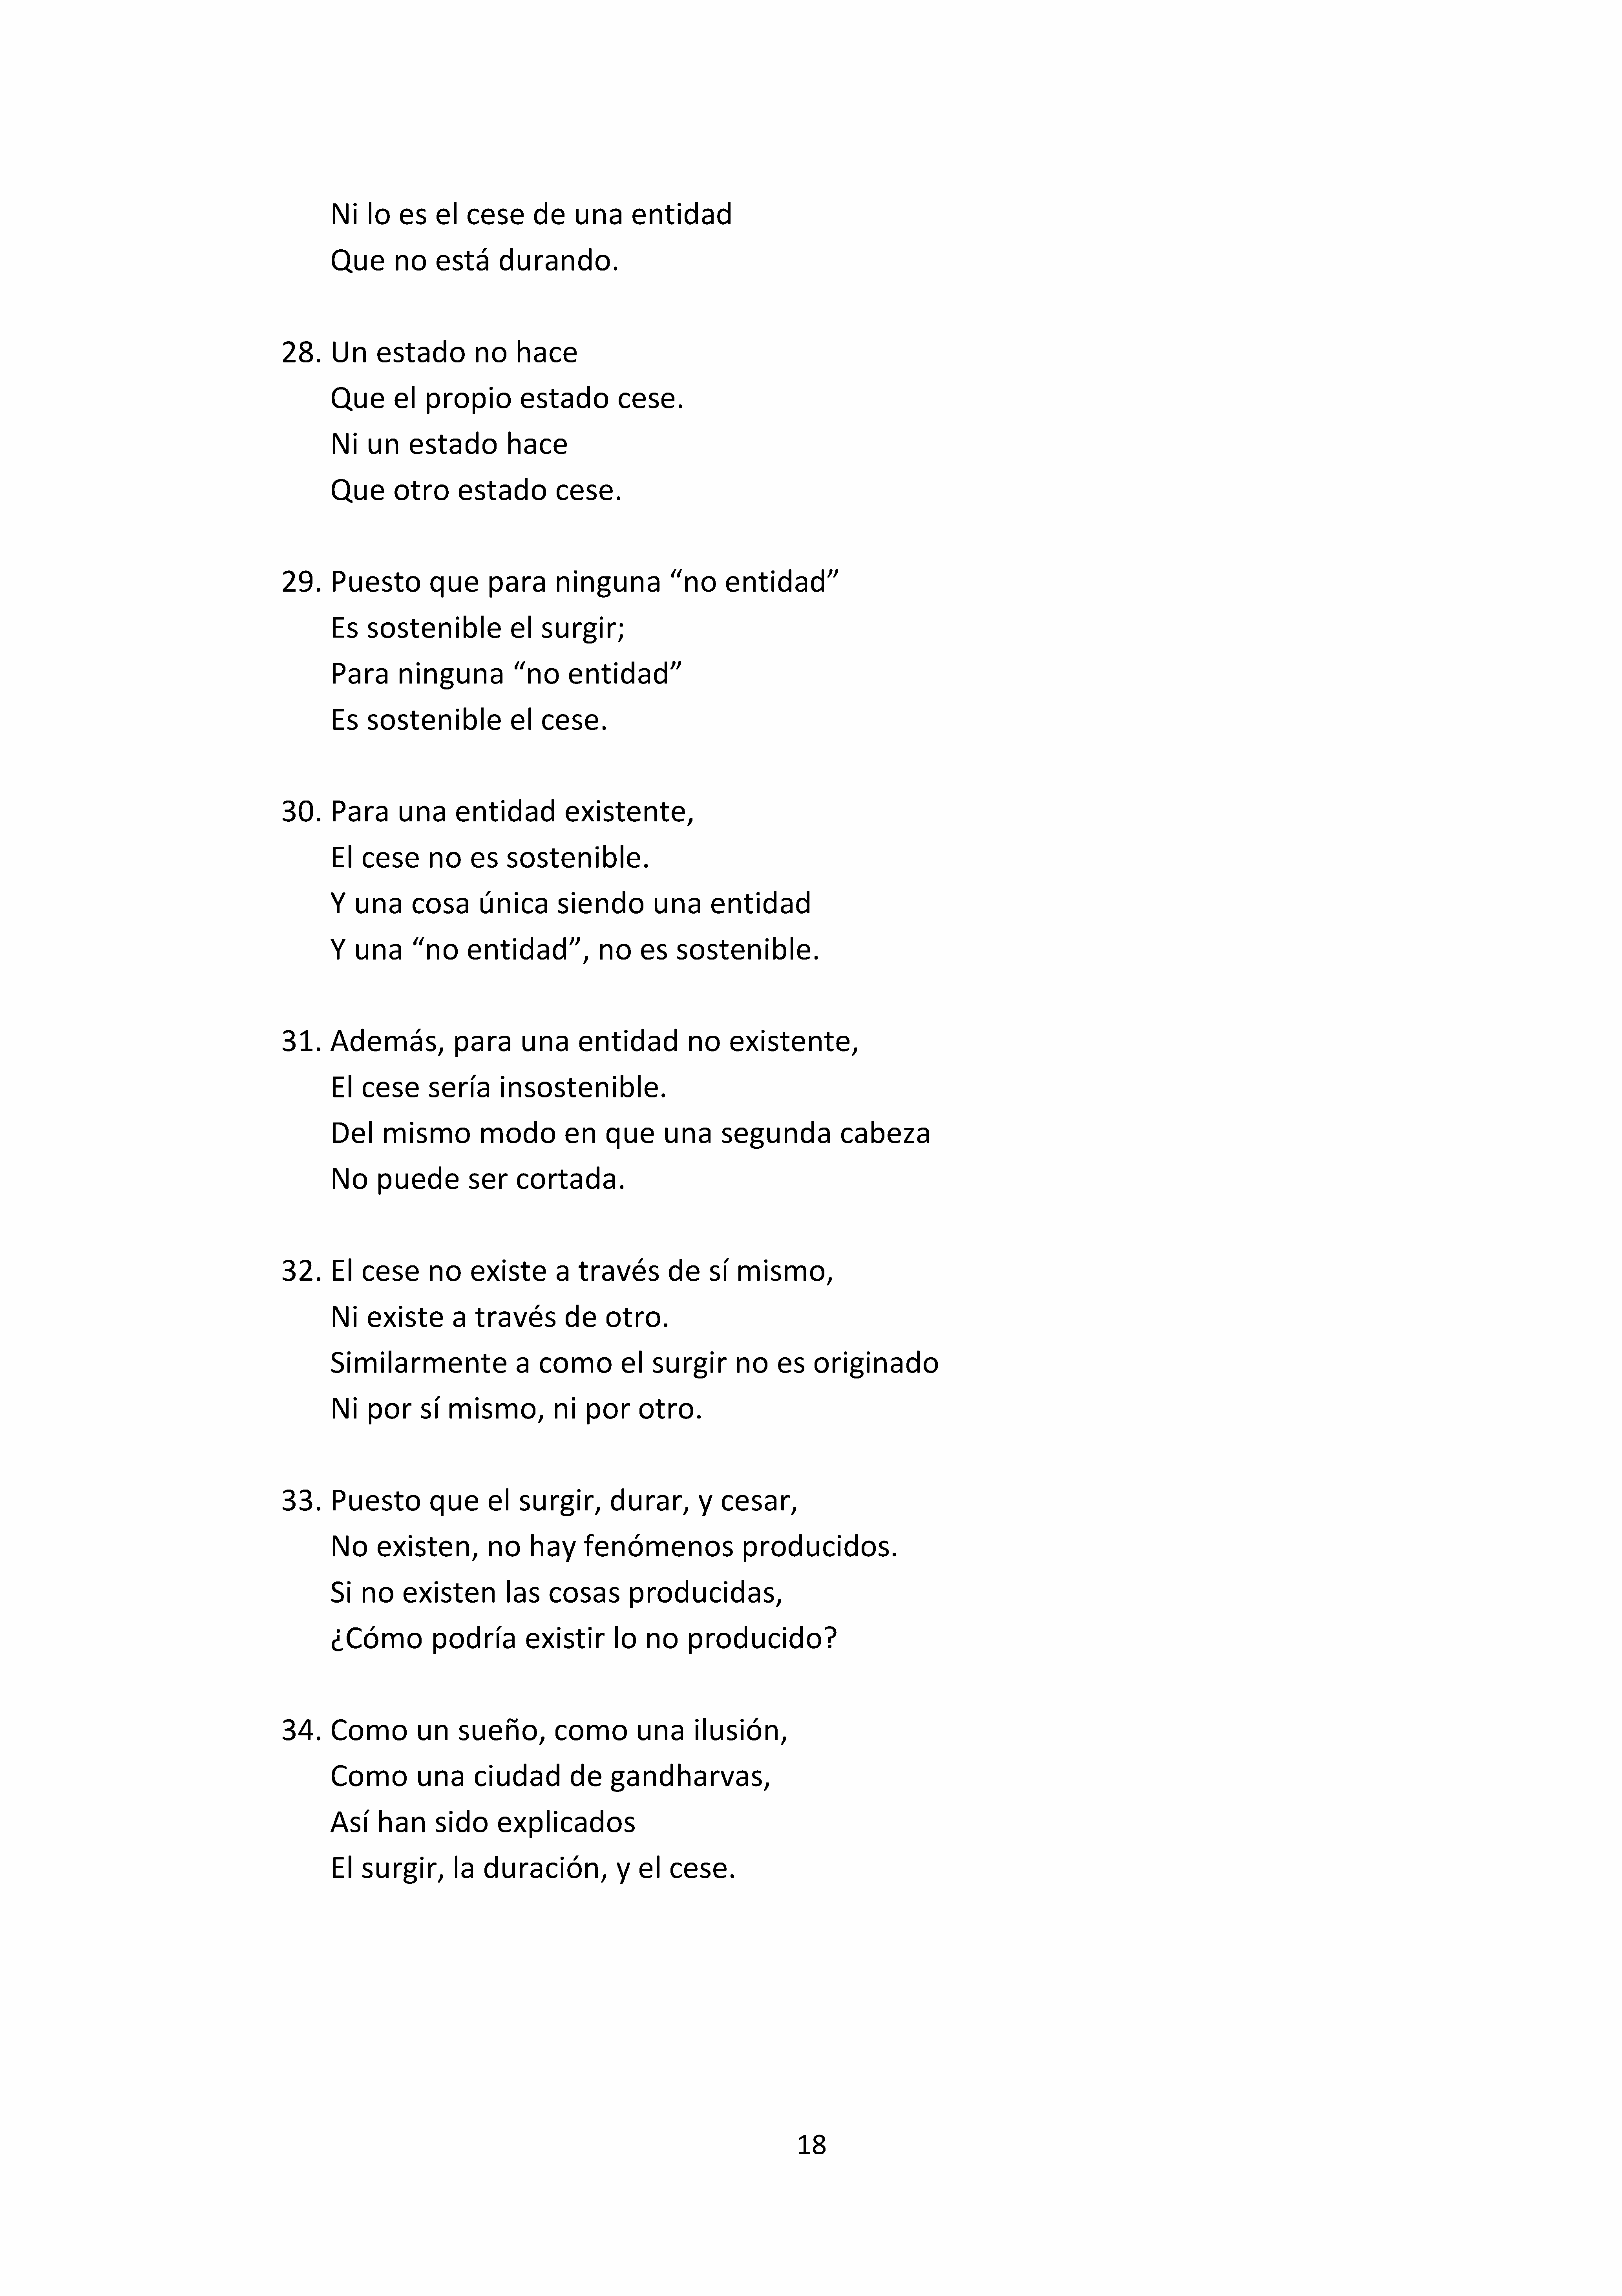 Ni lo es el cese de una entidad
Que no está durando.
28. Un estado no hace
Que el propio estado cese.
Ni un estado hace
Que otro estado cese.
29. Puesto que para ninguna “no entidad”
Es sostenible el surgir;
Para ninguna “no entidad”
Es sostenible el cese.
30. Para una entidad existente,
El cese no es sostenible.
Y una cosa única siendo una entidad
Y una “no entidad”, no es sostenible.
31. Además, para una entidad no existente,
El cese sería insostenible.
Del mismo modo en que una segunda cabeza
No puede ser cortada.
32. El cese no existe a través de sí mismo,
Ni existe a través de otro.
Similarmente a como el surgir no es originado
Ni por sí mismo, ni por otro.
33. Puesto que el surgir, durar, y cesar,
No existen, no hay fenómenos producidos.
Si no existen las cosas producidas,
¿Cómo podría existir lo no producido?
34. Como un sueño, como una ilusión,
Como una ciudad de gandharvas,
Así han sido explicados
El surgir, la duración, y el cese.
18